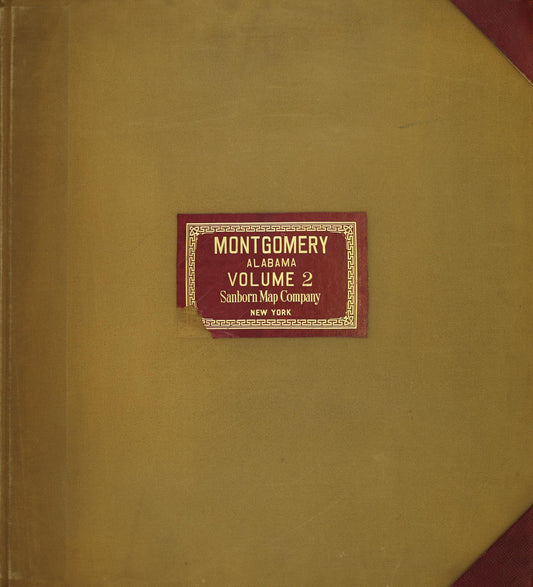 MONTGOMERY
ALABAMA
VOLUME 2
Sanborn Map Company
NEW YORK